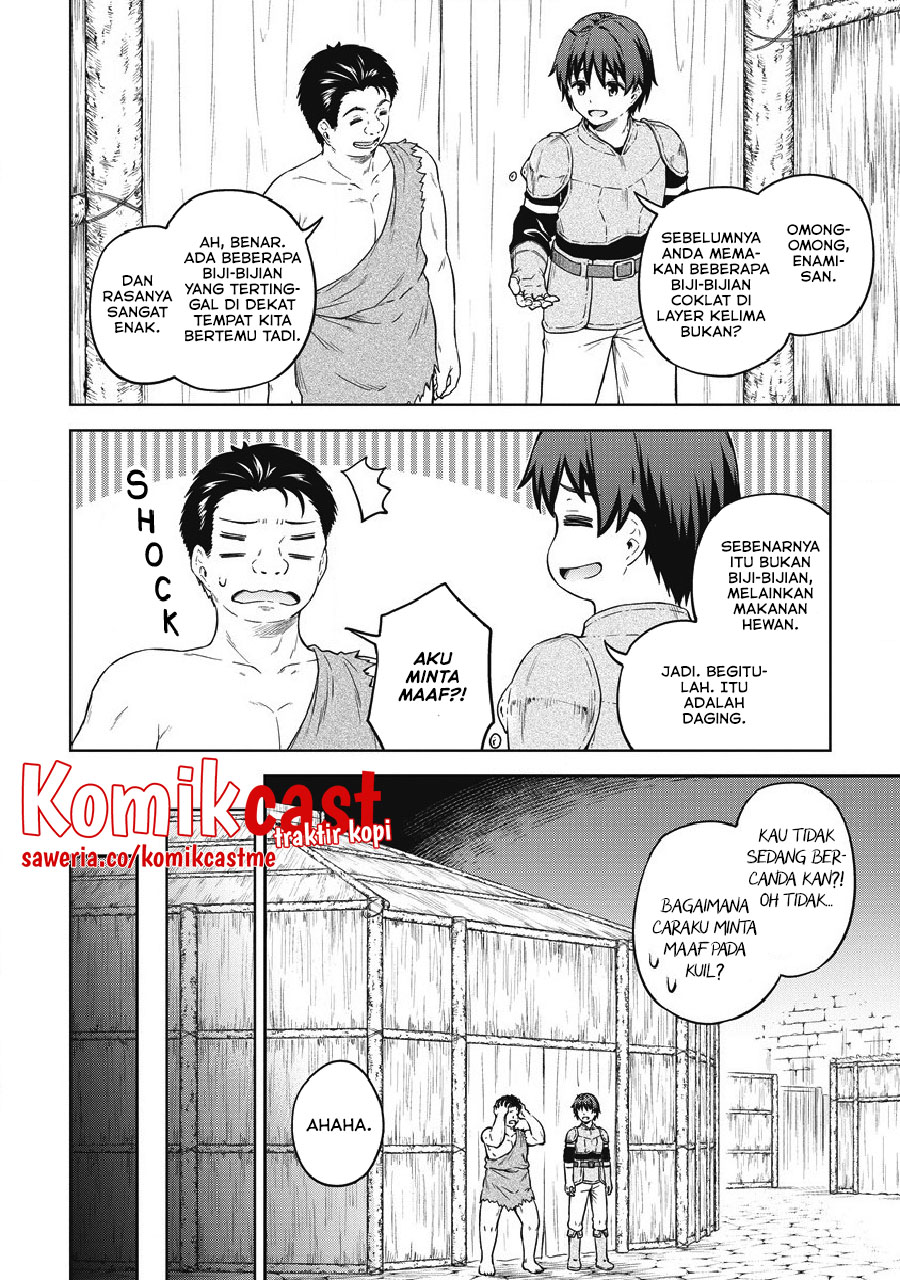 OMONG-
OMONG,
ENAMI-
SAN.
SEBELUMNYA
ANDA MEMA-
KAN BEBERAPA
BIJI-BIJIAN
COKLAT DI
LAYER KELIMA
BUKAN?
AH, BENAR.
ADA BEBERAPA
BIJI-BIJIAN
YANG TERTING-
GAL DI DEKAT
TEMPAT KITA
BERTEMU TADI.
DAN
RASANYA
SANGAT
ENAK.
SEBENARNYA
ITU BUKAN
BIJI-BIJIAN,
MELAINKAN
MAKANAN
HEWAN.
JADI. BEGITU-
LAH. ITU
ADALAH
DAGING.
AKU
MINTA
MAAF?!
SHOCK
KAU TIDAK
SEDANG BER-
CANDA KAN?!
OH TIDAK...
BAGAIMANA
CARAKU MINTA
MAAF PADA
KUIL?
AHAHA.
Komikcast
traktir kopi
saweria.co/komikcastme